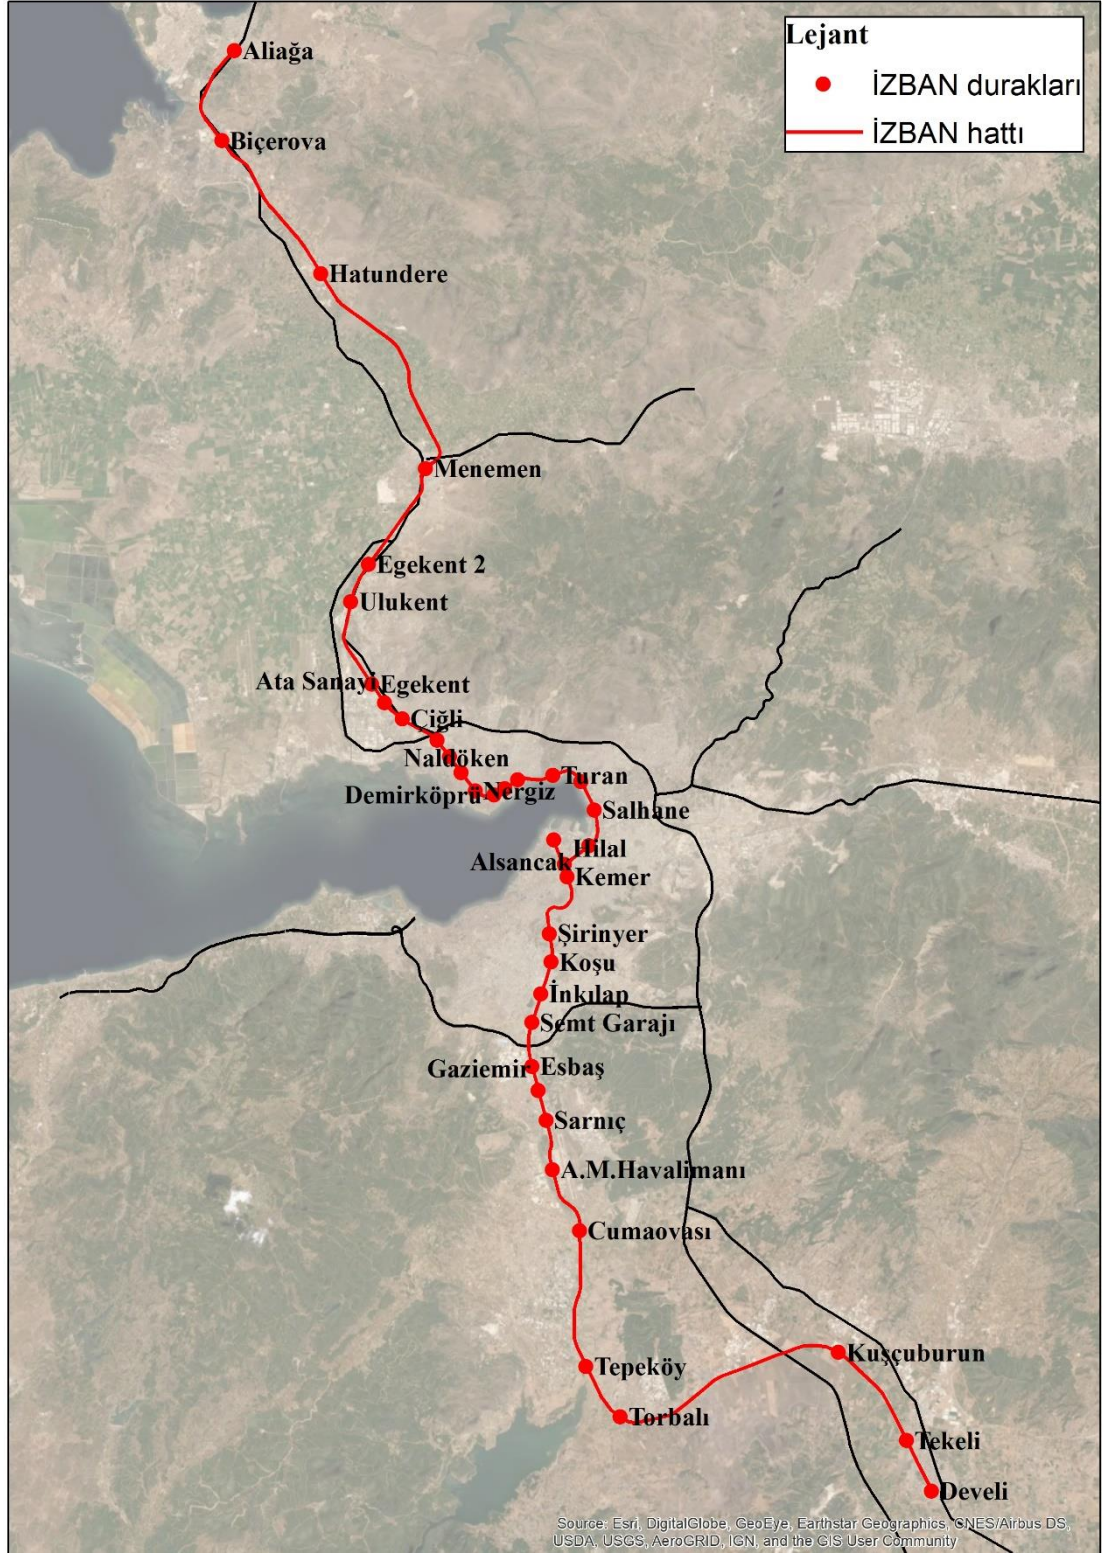 Lejant
İZBAN durakları
İZBAN hattı
Aliağa
Biçerova
Hatundere
Menemen
Egekent 2
Ulukent
Ata Sanayi
Egekent
Çiğli
Naldöken
Demirköprü
Nergiz
Turan
Salhane
Hilal
Alsancak
Kemer
Şirinyer
Koşu
İnkılap
Semt Garajı
Gaziemir
Esbaş
Sarnıç
A.M.Havalimanı
Cumaovası
Tepeköy
Torbalı
Kuşçuburun
Tekeli
Develi
Source: Esri, DigitalGlobe, GeoEye, Earthstar Geographics, CNES/Airbus DS,
USDA, USGS, AeroGRID, IGN, and the GIS User Community